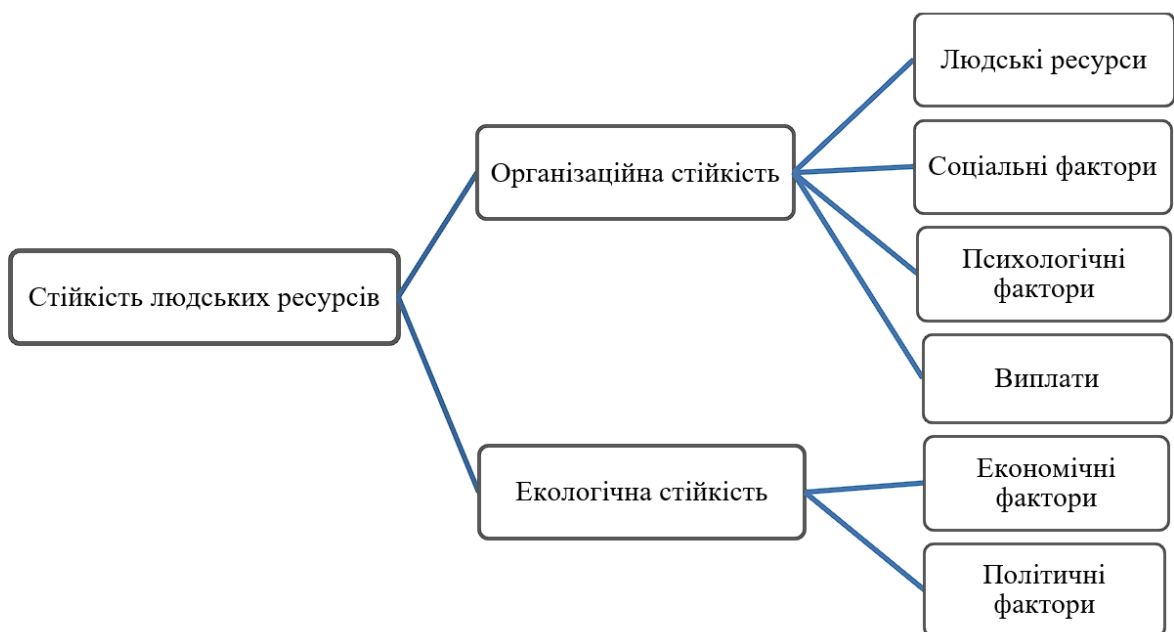 Людські ресурси
Організаційна стійкість
Соціальні фактори
Психологічні
фактори
Стійкість людських ресурсів
Виплати
Екологічна стійкість
Економічні
фактори
Політичні
фактори